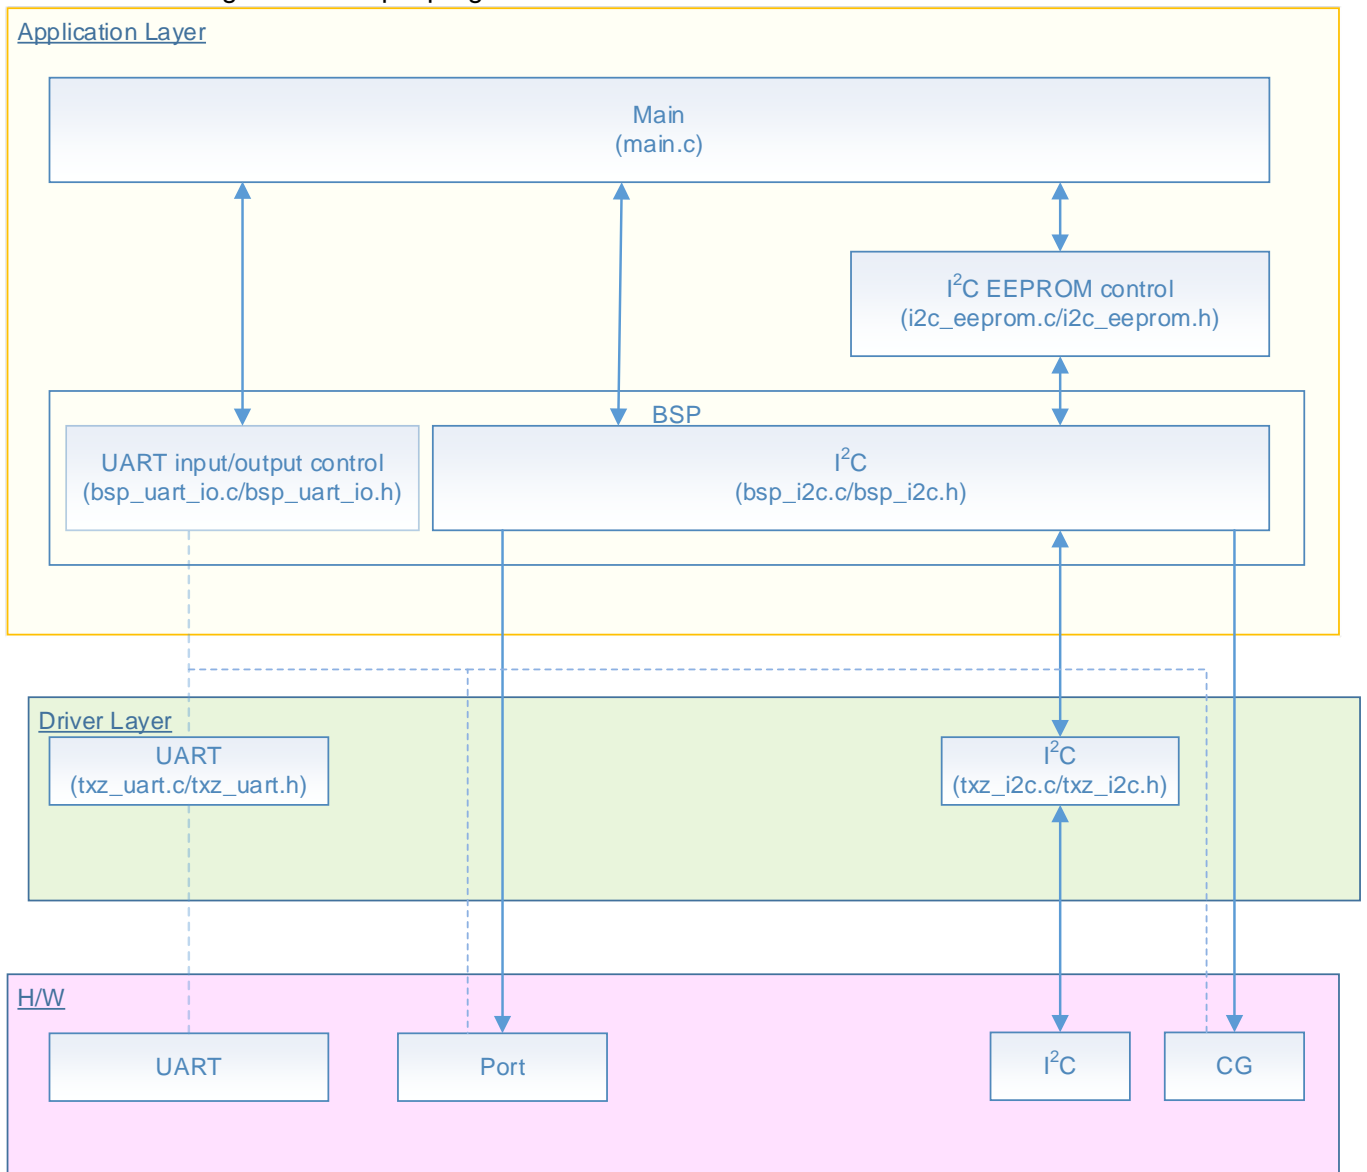 Application Layer
Main
(main.c)
I²C EEPROM control
(i2c_eeprom.c/i2c_eeprom.h)
BSP
UART input/output control
(bsp_uart_io.c/bsp_uart_io.h)
I²C
(bsp_i2c.c/bsp_i2c.h)
Driver Layer
UART
(txz_uart.c/txz_uart.h)
I²C
(txz_i2c.c/txz_i2c.h)
H/W
UART
Port
I²C
CG